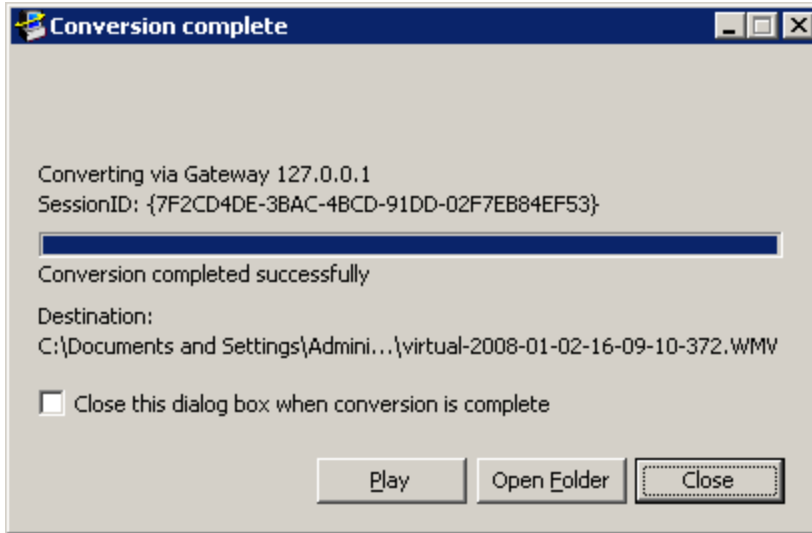 Conversion complete
Converting via Gateway 127.0.0.1
SessionID: {7F2CD4DE-3BAC-4BCD-91DD-02F7EB84EF53}
Conversion completed successfully
Destination:
C:\Documents and Settings\Admini...\virtual-2008-01-02-16-09-10-372.WMV
Close this dialog box when conversion is complete
Play Open Folder Close